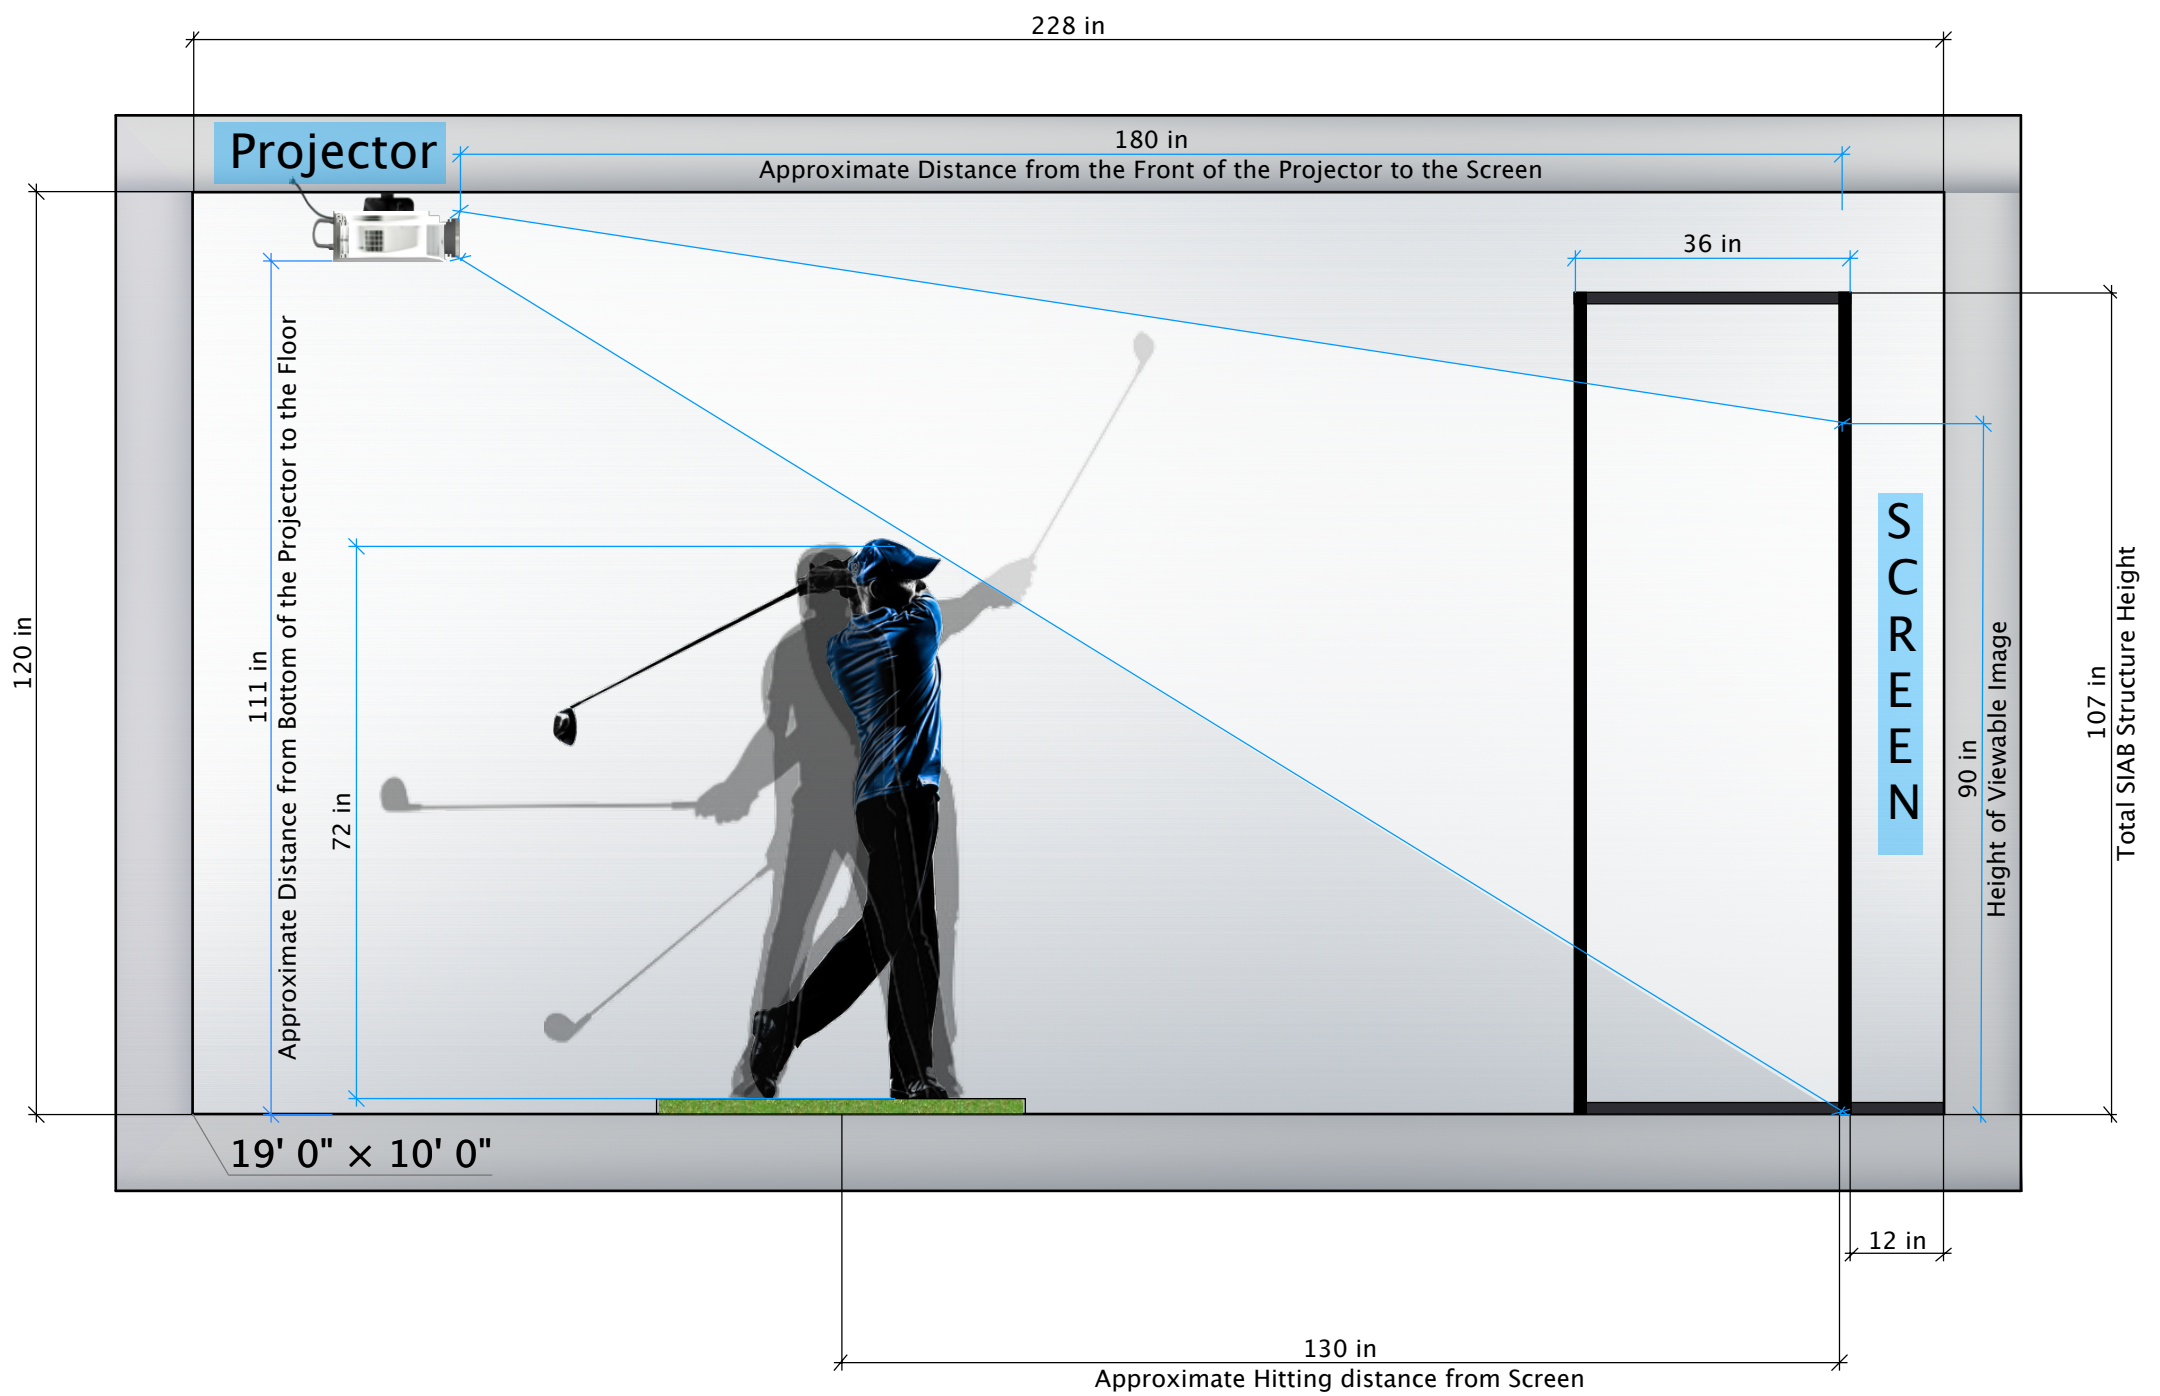 228 in
Projector
180 in
Approximate Distance from the Front of the Projector to the Screen
36 in
120 in
111 in
Approximate Distance from Bottom of the Projector to the Floor
72 in
SCREEN
90 in
Height of Viewable Image
107 in
Total SIAB Structure Height
19' 0" × 10' 0"
12 in
130 in
Approximate Hitting distance from Screen